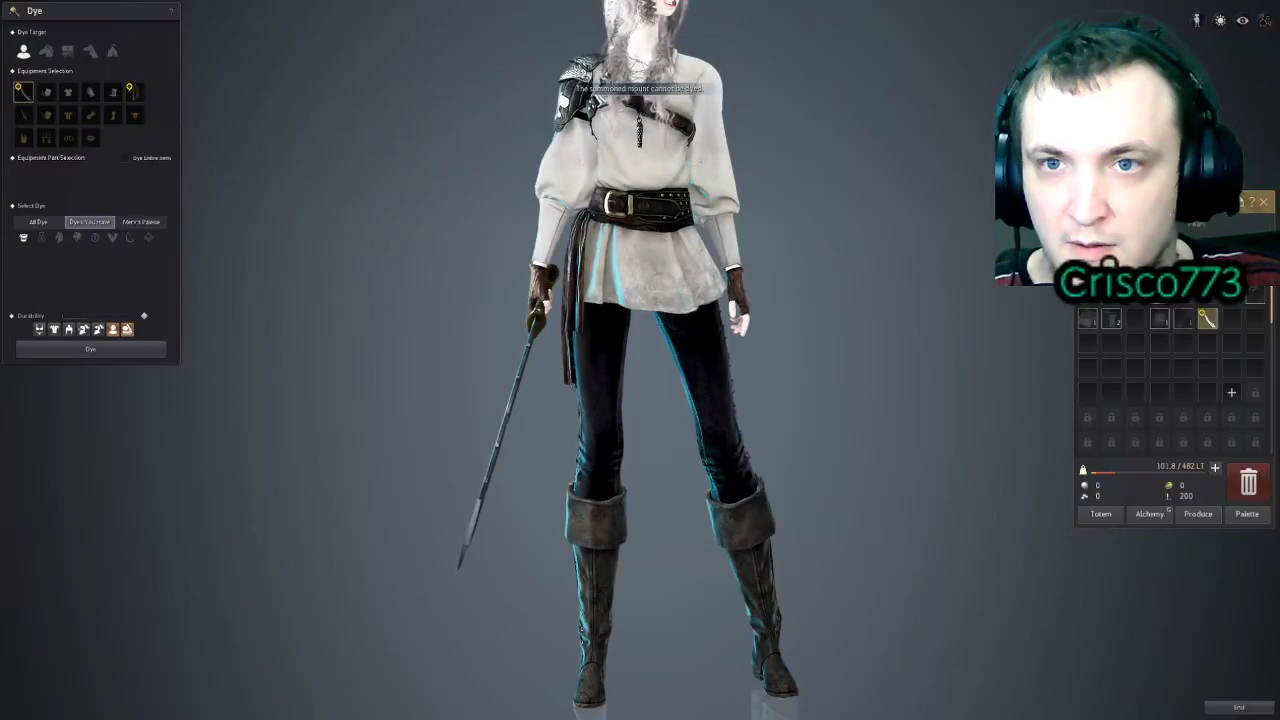 Dye
?
Dye Target
Equipment Selection
Equipment Part Selection
Dye Entire Item
Select Dye
All Dye
Dyes You Have
Merv's Palette
Durability
Dye
The summoned mount cannot be dyed.
Crisco773
101.8 / 482 LT
0
0
0
200
Totem
Alchemy
Produce
Palette